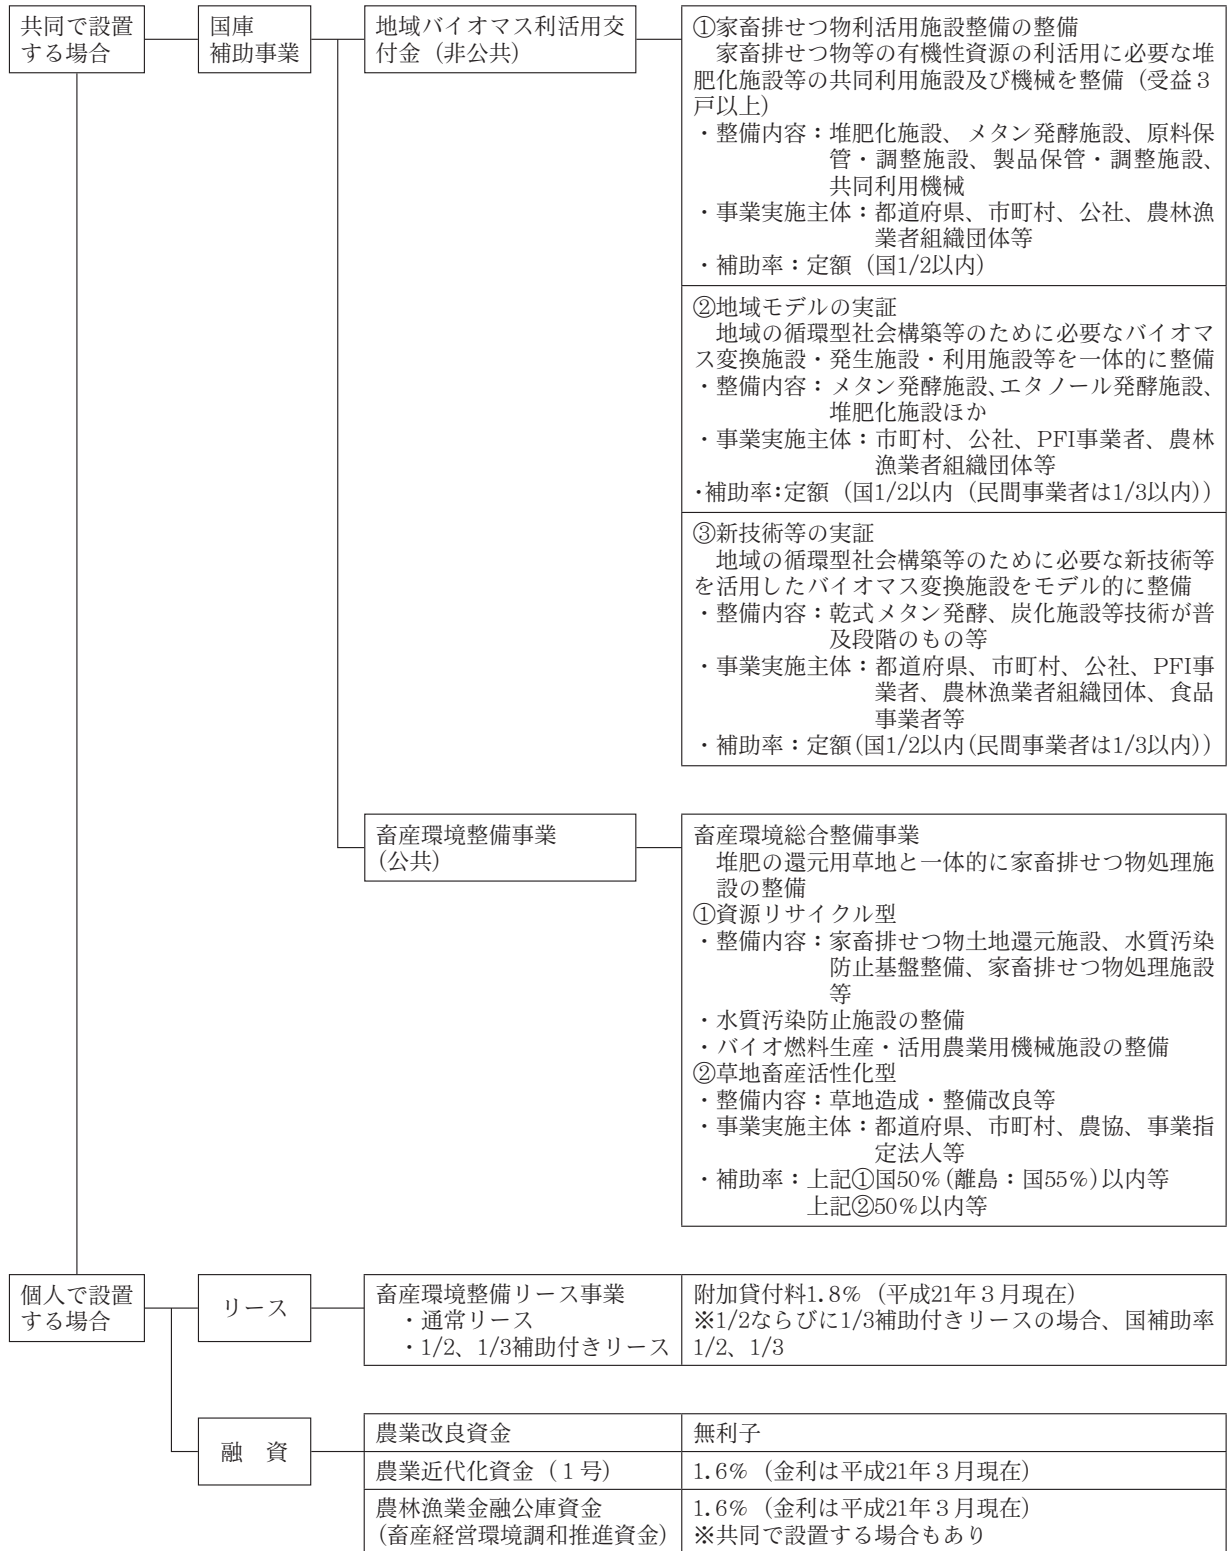 共同で設置
する場合
国庫
補助事業
地域バイオマス利活用交
付金（非公共）
①家畜排せつ物利活用施設整備の整備
家畜排せつ物等の有機性資源の利活用に必要な堆
肥化施設等の共同利用施設及び機械を整備（受益３
戸以上）
・整備内容：堆肥化施設、メタン発酵施設、原料保
管・調整施設、製品保管・調整施設、
共同利用機械
・事業実施主体：都道府県、市町村、公社、農林漁
業者組織団体等
・補助率：定額（国1/2以内）
②地域モデルの実証
地域の循環型社会構築等のために必要なバイオマ
ス変換施設・発生施設・利用施設等を一体的に整備
・整備内容：メタン発酵施設、エタノール発酵施設、
堆肥化施設ほか
・事業実施主体：市町村、公社、PFI事業者、農林
漁業者組織団体等
・補助率：定額（国1/2以内（民間事業者は1/3以内））
③新技術等の実証
地域の循環型社会構築等のために必要な新技術等
を活用したバイオマス変換施設をモデル的に整備
・整備内容：乾式メタン発酵、炭化施設等技術が普
及段階のもの等
・事業実施主体：都道府県、市町村、公社、PFI事
業者、農林漁業者組織団体、食品
事業者等
・補助率：定額（国1/2以内（民間事業者は1/3以内））
畜産環境整備事業
（公共）
畜産環境総合整備事業
堆肥の還元用草地と一体的に家畜排せつ物処理施
設の整備
①資源リサイクル型
・整備内容：家畜排せつ物土地還元施設、水質汚染
防止基盤整備、家畜排せつ物処理施設
等
・水質汚染防止施設の整備
・バイオ燃料生産・活用農業用機械施設の整備
②草地畜産活性化型
・整備内容：草地造成・整備改良等
・事業実施主体：都道府県、市町村、農協、事業指
定法人等
・補助率：上記①国50％（離島：国55％）以内等
上記②50％以内等
個人で設置
する場合
リース
畜産環境整備リース事業
・通常リース
・1/2、1/3補助付きリース
附加貸付料1.8％（平成21年３月現在）
※1/2ならびに1/3補助付きリースの場合、国補助率
1/2、1/3
融　資
農業改良資金
無利子
農業近代化資金（１号）
1.6％（金利は平成21年３月現在）
農林漁業金融公庫資金
（畜産経営環境調和推進資金）
1.6％（金利は平成21年３月現在）
※共同で設置する場合もあり